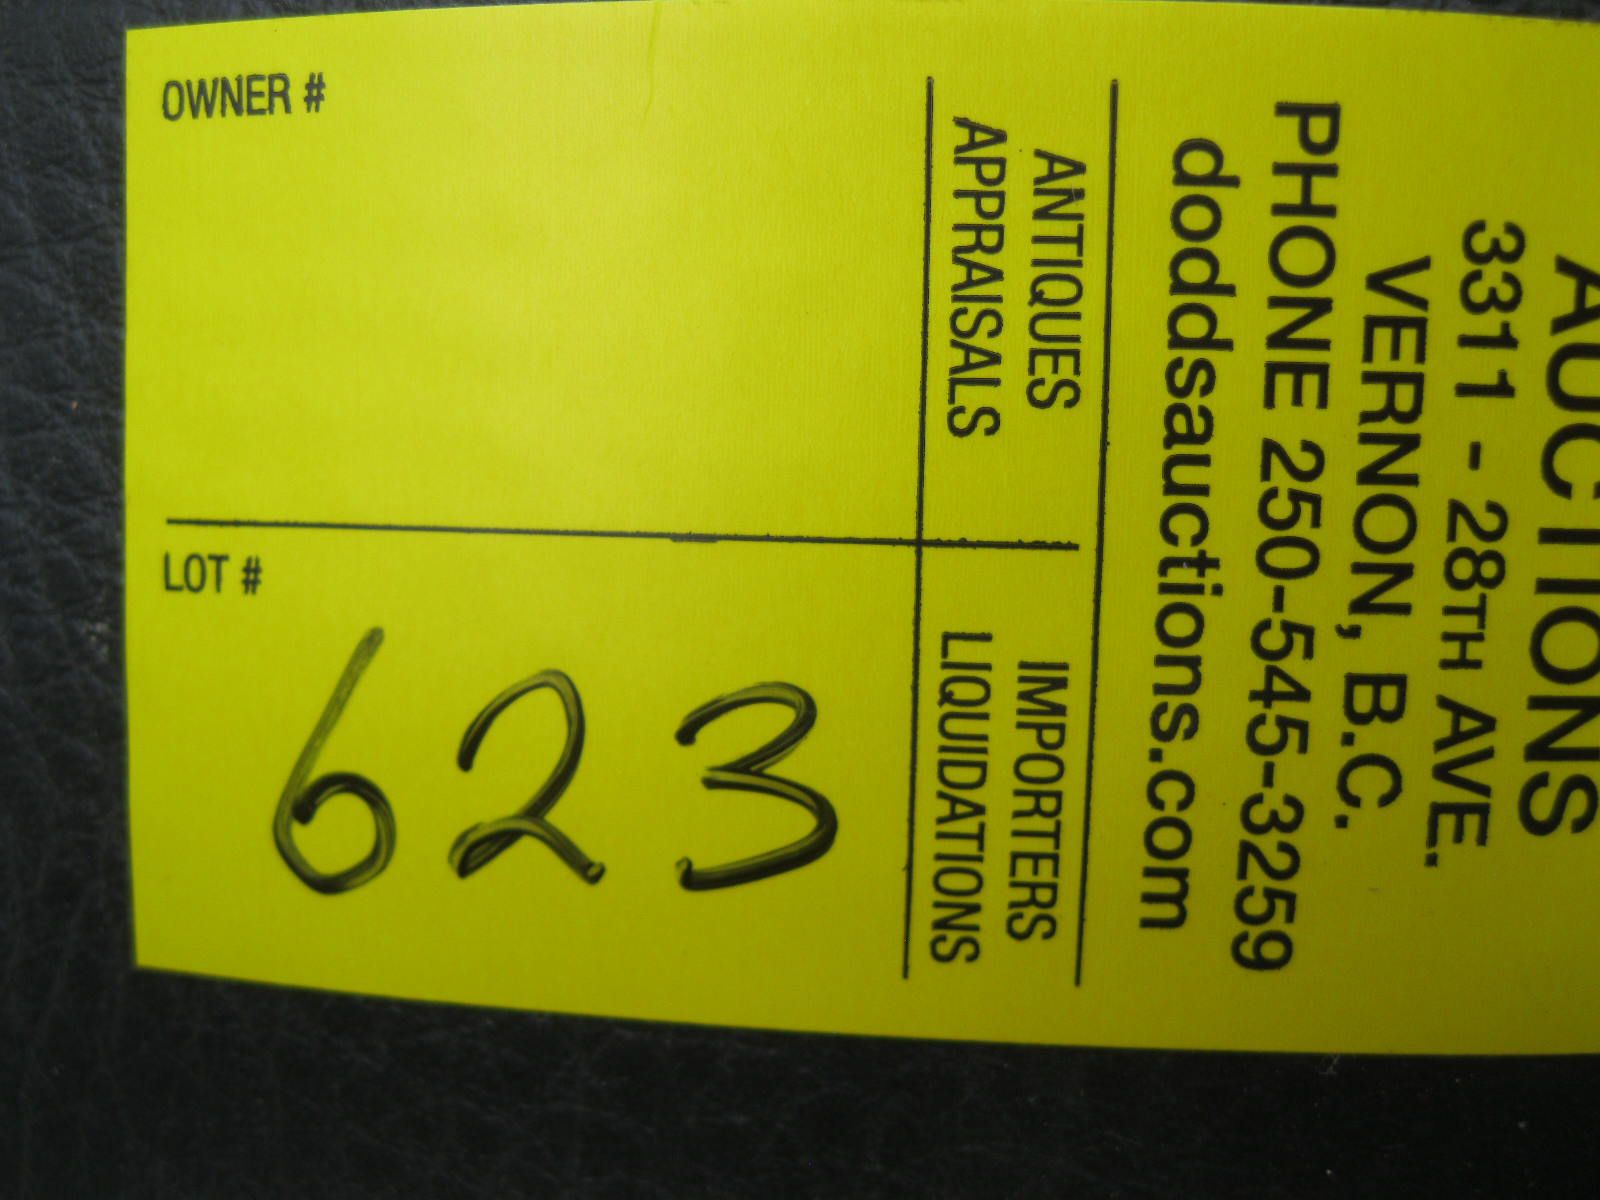 AUCTIONS
3311 - 28TH AVE.
VERNON, B.C.
PHONE 250-545-3259
doddsauctions.com
ANTIQUES IMPORTERS
APPRAISALS LIQUIDATIONS
OWNER #
LOT #
623